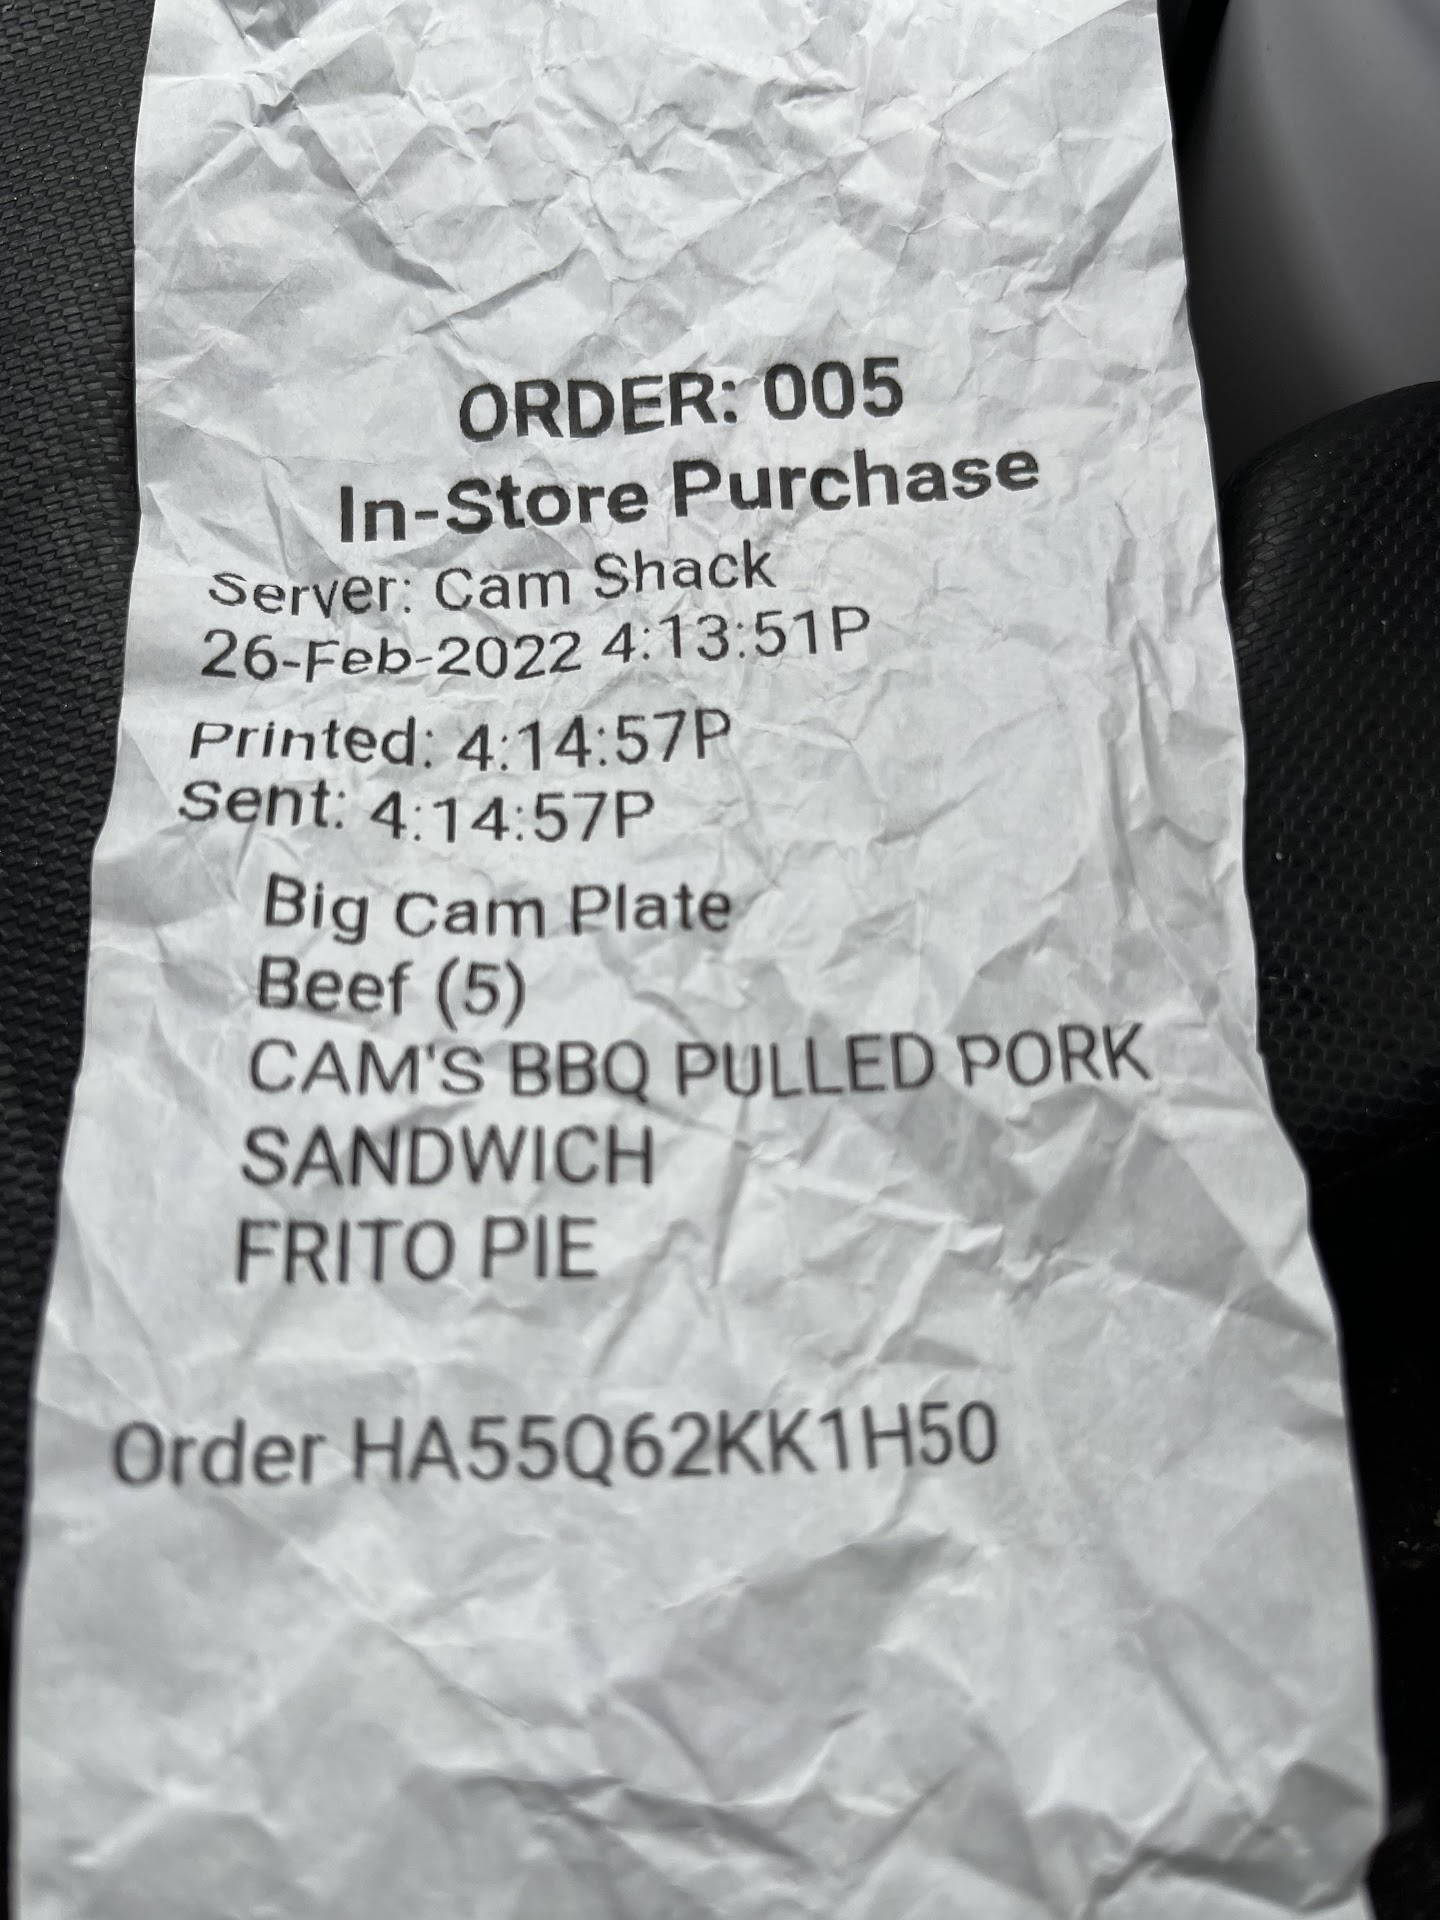 ORDER: 005
In-Store Purchase
Server: Cam Shack
26-Feb-2022 4:13:51P
Printed: 4:14:57P
Sent: 4:14:57P
Big Cam Plate
Beef (5)
CAM'S BBQ PULLED PORK
SANDWICH
FRITO PIE
Order HA55Q62KK1H50